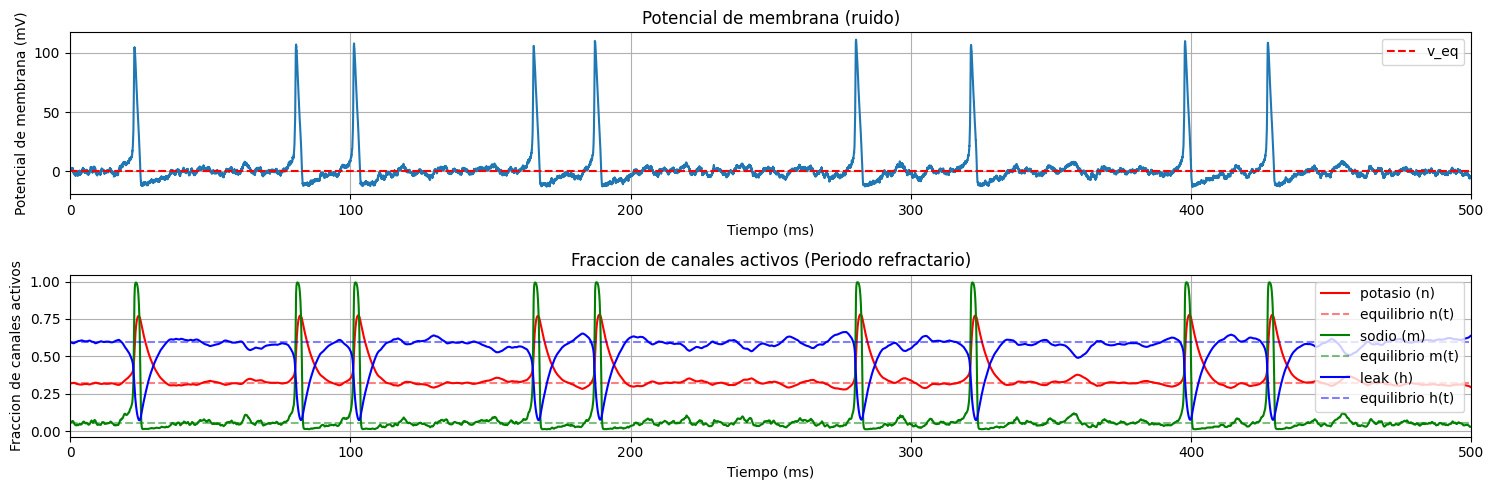 Potencial de membrana (ruido)
Potencial de membrana (mV)
100
50
0
v_eq
0 100 200 300 400 500
Tiempo (ms)
Fraccion de canales activos (Periodo refractario)
Fraccion de canales activos
1.00
0.75
0.50
0.25
0.00
potasio (n)
equilibrio n(t)
sodio (m)
equilibrio m(t)
leak (h)
equilibrio h(t)
0 100 200 300 400 500
Tiempo (ms)